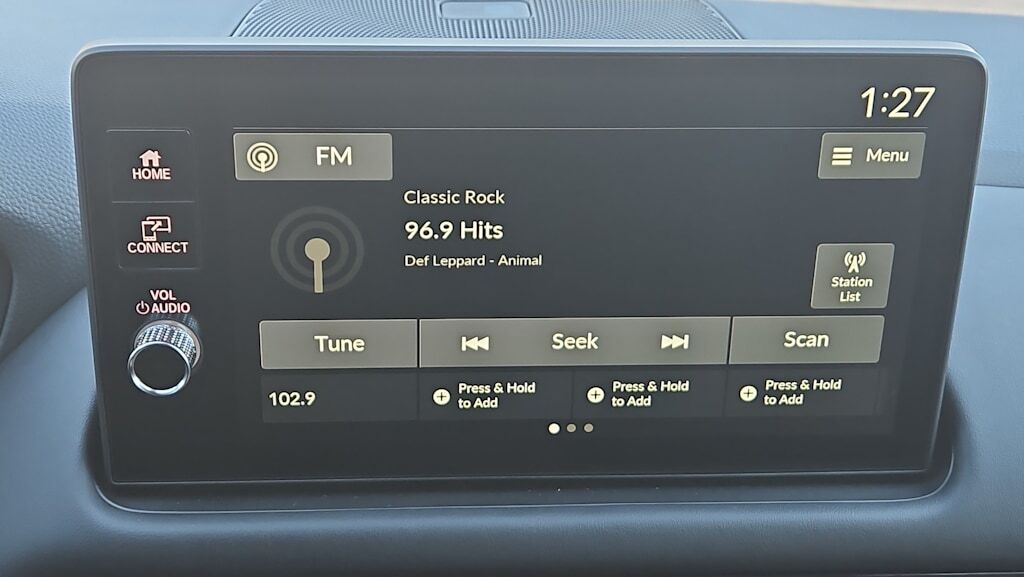 1:27
HOME
FM
Menu
Classic Rock
96.9 Hits
Def Leppard - Animal
CONNECT
Station
List
VOL
AUDIO
Tune
Seek
Scan
102.9
Press & Hold
to Add
Press & Hold
to Add
Press & Hold
to Add